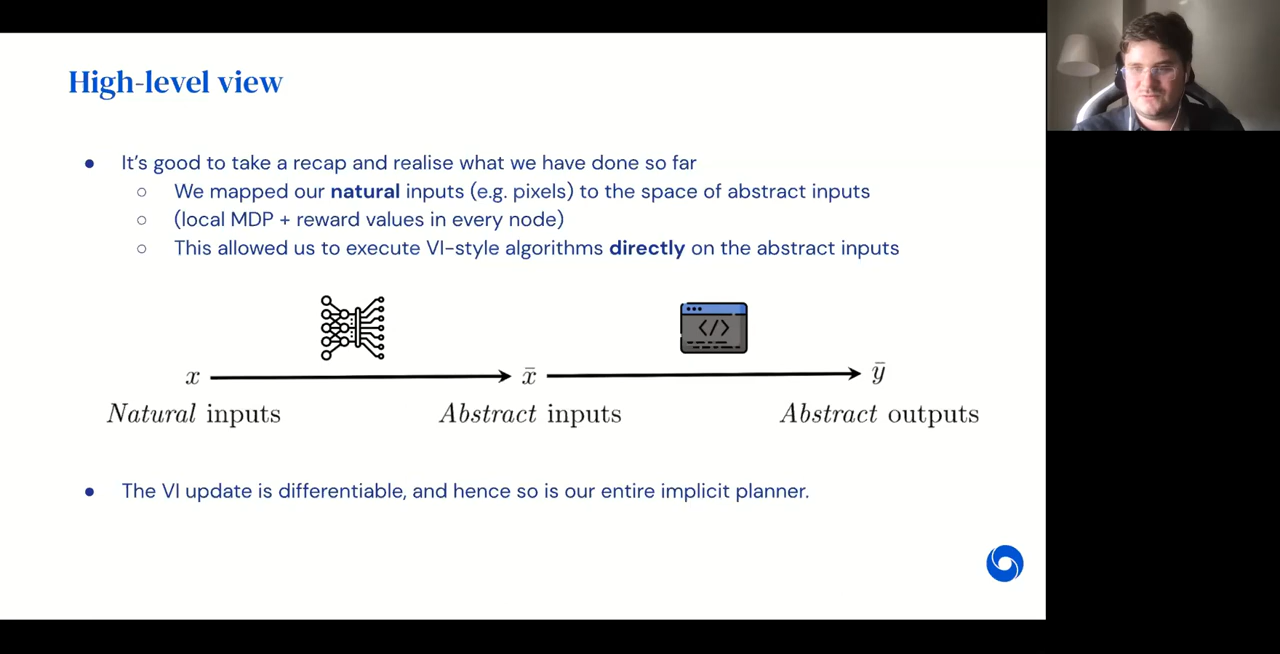 High-level view
● It's good to take a recap and realise what we have done so far
○ We mapped our natural inputs (e.g. pixels) to the space of abstract inputs
○ (local MDP + reward values in every node)
○ This allowed us to execute VI-style algorithms directly on the abstract inputs
</>
x x̄ ȳ
Natural inputs Abstract inputs Abstract outputs
● The VI update is differentiable, and hence so is our entire implicit planner.